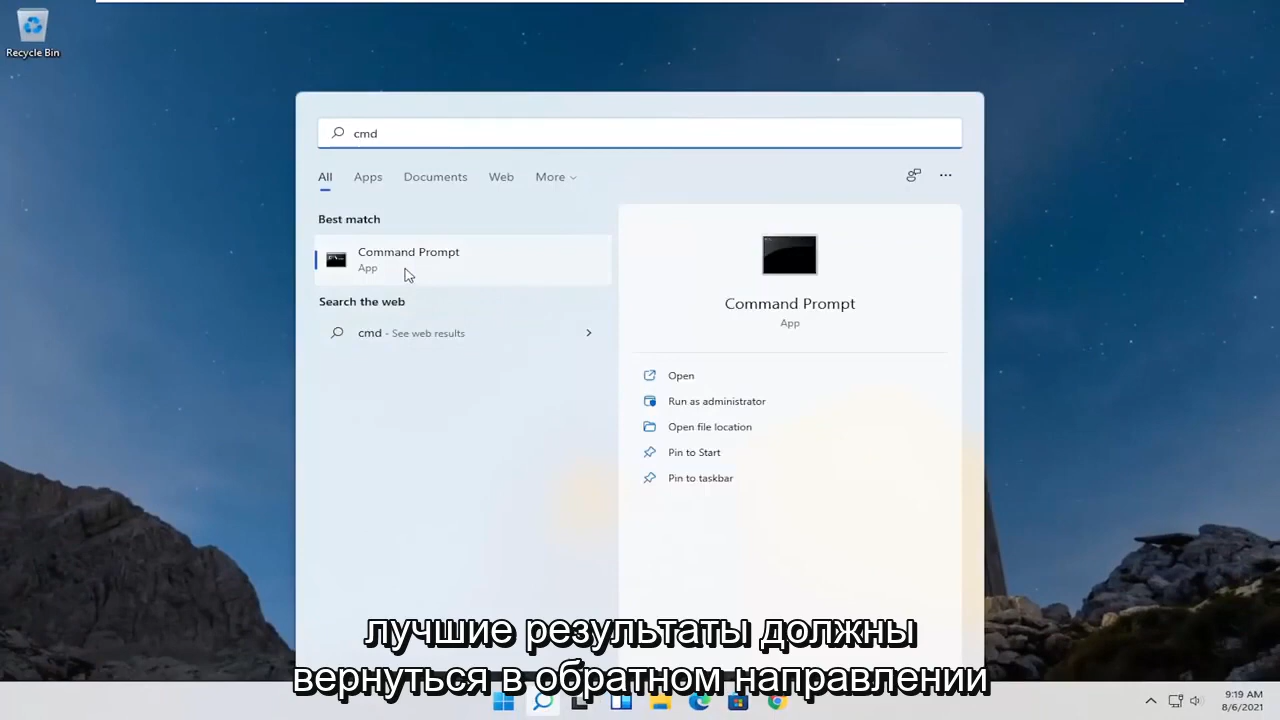 Recycle Bin
cmd
All Apps Documents Web More
Best match
Command Prompt
App
Search the web
cmd - See web results
Command Prompt
App
Open
Run as administrator
Open file location
Pin to Start
Pin to taskbar
лучшие результаты должны
вернуться в обратном направлении
9:19 AM
8/6/2021